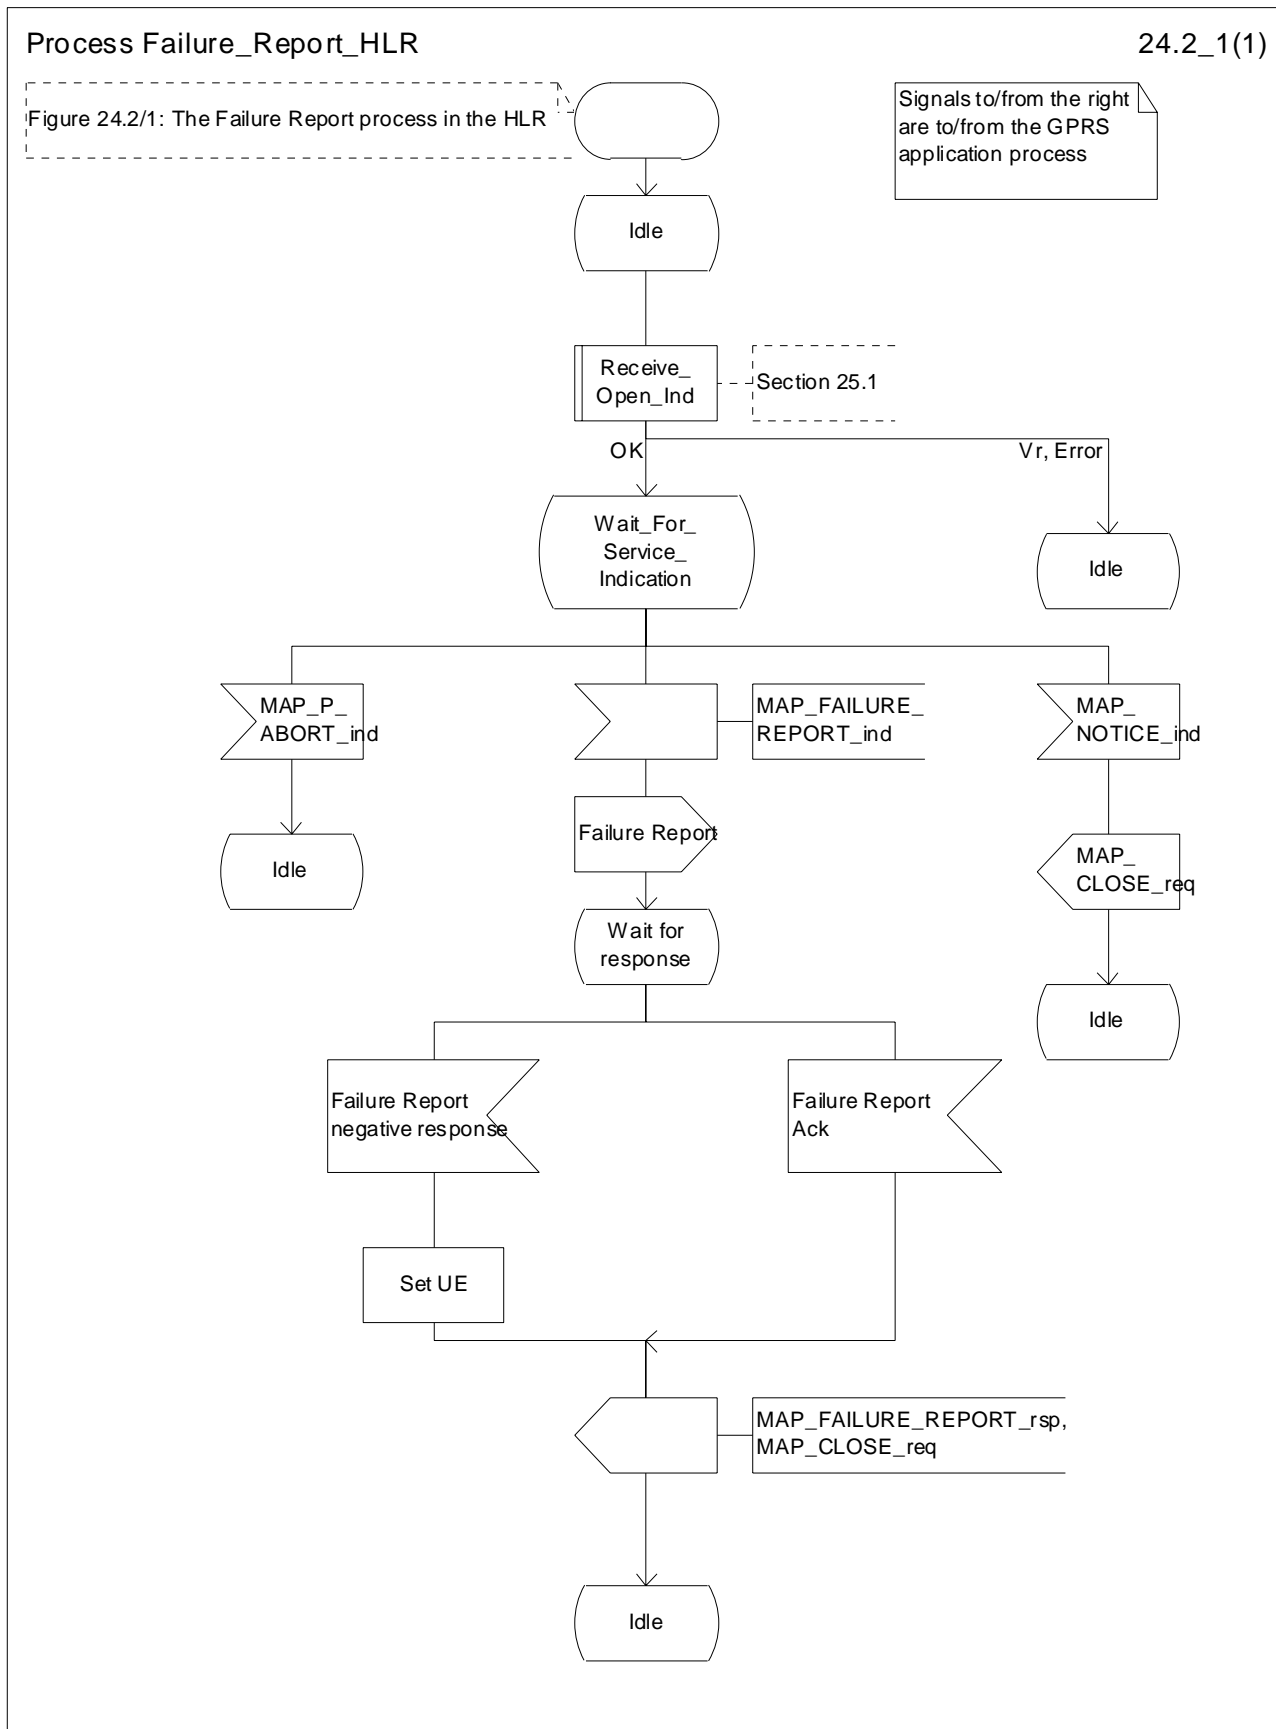 Process Failure_Report_HLR
24.2_1(1)
Figure 24.2/1: The Failure Report process in the HLR
Signals to/from the right
are to/from the GPRS
application process
Idle
Receive_
Open_Ind
Section 25.1
OK
Vr, Error
Wait_For_
Service_
Indication
Idle
MAP_P_
ABORT_ind
MAP_FAILURE_
REPORT_ind
MAP_
NOTICE_ind
Failure Report
Idle
MAP_
CLOSE_req
Wait for
response
Idle
Failure Report
negative response
Failure Report
Ack
Set UE
MAP_FAILURE_REPORT_rsp,
MAP_CLOSE_req
Idle